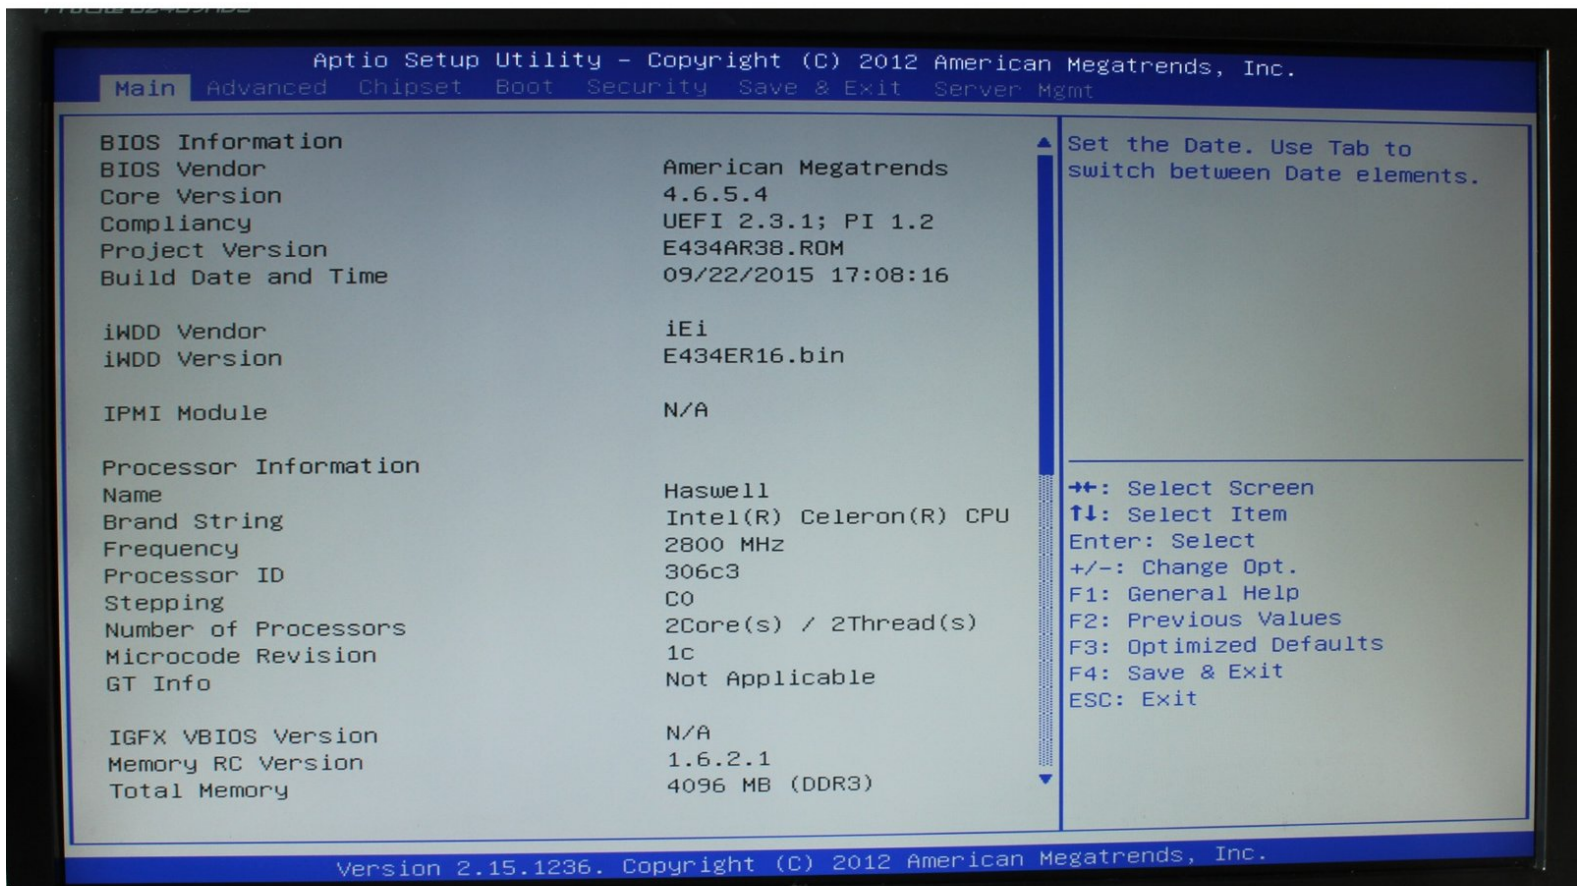 Aptio Setup Utility – Copyright (C) 2012 American Megatrends, Inc.
Main Advanced Chipset Boot Security Save & Exit Server Mgmt
BIOS Information
BIOS Vendor American Megatrends
Core Version 4.6.5.4
Compliancy UEFI 2.3.1; PI 1.2
Project Version E434AR38.ROM
Build Date and Time 09/22/2015 17:08:16
iWDD Vendor iEi
iWDD Version E434ER16.bin
IPMI Module N/A
Processor Information
Name Haswell
Brand String Intel(R) Celeron(R) CPU
Frequency 2800 MHz
Processor ID 306c3
Stepping C0
Number of Processors 2Core(s) / 2Thread(s)
Microcode Revision 1c
GT Info Not Applicable
IGFX VBIOS Version N/A
Memory RC Version 1.6.2.1
Total Memory 4096 MB (DDR3)
Set the Date. Use Tab to
switch between Date elements.
→←: Select Screen
↑↓: Select Item
Enter: Select
+/-: Change Opt.
F1: General Help
F2: Previous Values
F3: Optimized Defaults
F4: Save & Exit
ESC: Exit
Version 2.15.1236. Copyright (C) 2012 American Megatrends, Inc.